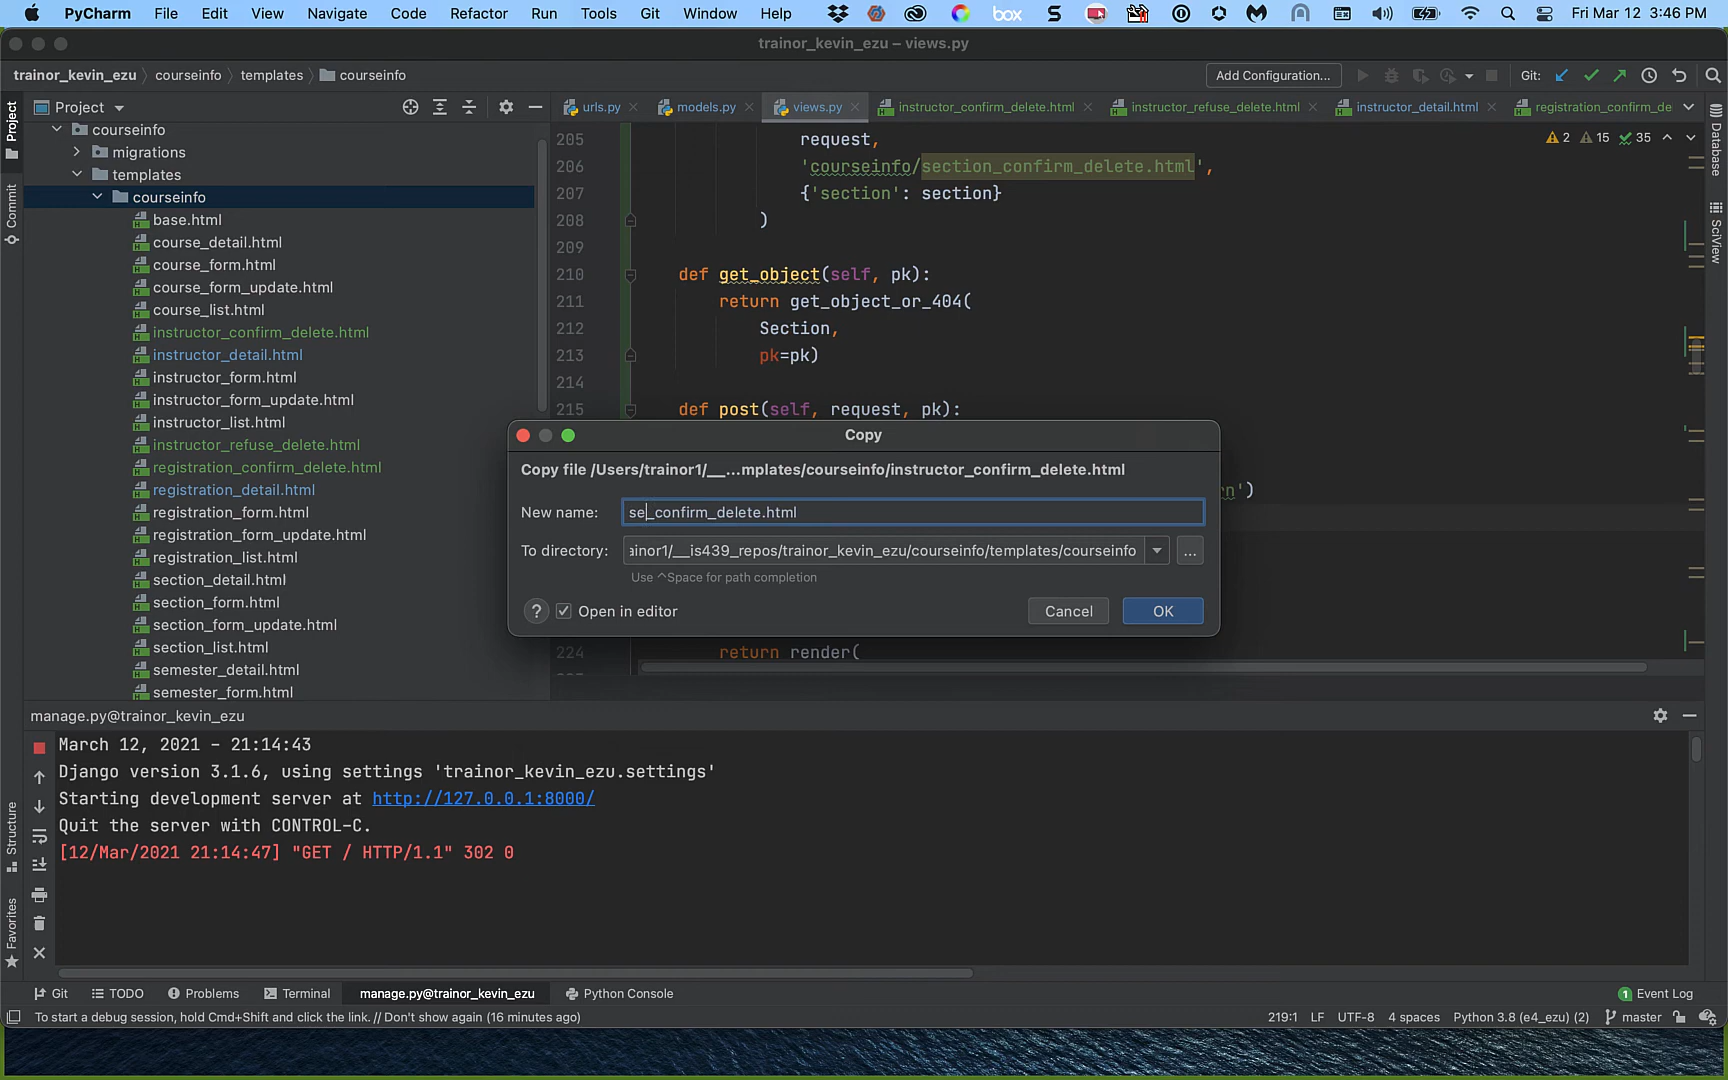 PyCharm File Edit View Navigate Code Refactor Run Tools Git Window Help box Fri Mar 12 3:46 PM
trainor_kevin_ezu – views.py
trainor_kevin_ezu courseinfo templates courseinfo Add Configuration... Git:
Project urls.py models.py views.py instructor_confirm_delete.html instructor_refuse_delete.html instructor_detail.html registration_confirm_de
Project
Commit
Structure
Favorites
Database
SciView
courseinfo
migrations
templates
courseinfo
base.html
course_detail.html
course_form.html
course_form_update.html
course_list.html
instructor_confirm_delete.html
instructor_detail.html
instructor_form.html
instructor_form_update.html
instructor_list.html
instructor_refuse_delete.html
registration_confirm_delete.html
registration_detail.html
registration_form.html
registration_form_update.html
registration_list.html
section_detail.html
section_form.html
section_form_update.html
section_list.html
semester_detail.html
semester_form.html
2 15 35
205 request,
206 'courseinfo/section_confirm_delete.html',
207 {'section': section}
208 )
209
210 def get_object(self, pk):
211 return get_object_or_404(
212 Section,
213 pk=pk)
214
215 def post(self, request, pk):
rn')
224 return render(
Copy
Copy file /Users/trainor1/__...mplates/courseinfo/instructor_confirm_delete.html
New name: se_confirm_delete.html
To directory: ainor1/__is439_repos/trainor_kevin_ezu/courseinfo/templates/courseinfo ...
Use ^Space for path completion
? Open in editor Cancel OK
manage.py@trainor_kevin_ezu
March 12, 2021 - 21:14:43
Django version 3.1.6, using settings 'trainor_kevin_ezu.settings'
Starting development server at http://127.0.0.1:8000/
Quit the server with CONTROL-C.
[12/Mar/2021 21:14:47] "GET / HTTP/1.1" 302 0
Git TODO Problems Terminal manage.py@trainor_kevin_ezu Python Console 1 Event Log
To start a debug session, hold Cmd+Shift and click the link. // Don't show again (16 minutes ago) 219:1 LF UTF-8 4 spaces Python 3.8 (e4_ezu) (2) master